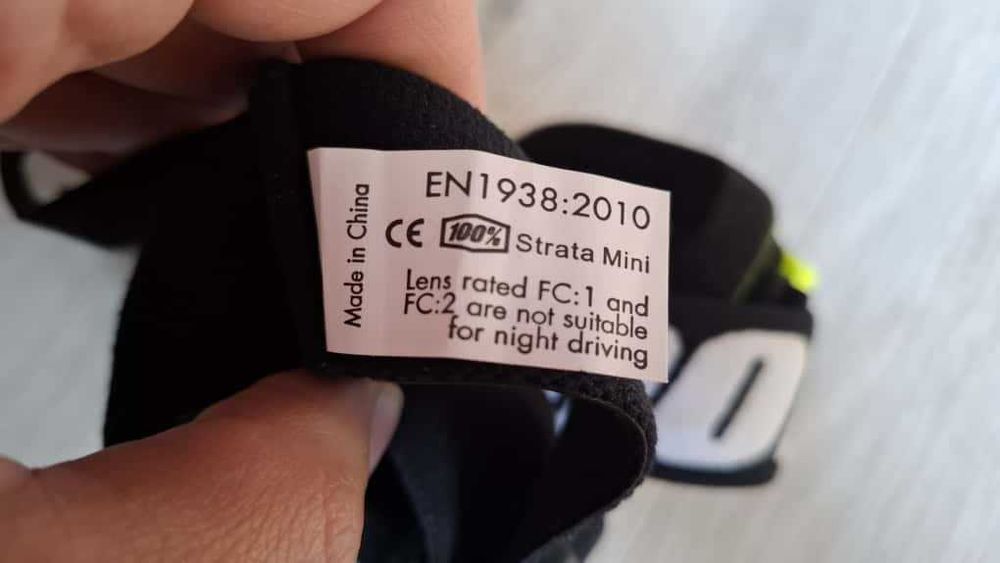 EN1938:2010
CE 100% Strata Mini
Lens rated FC:1 and
FC:2 are not suitable
for night driving
Made in China